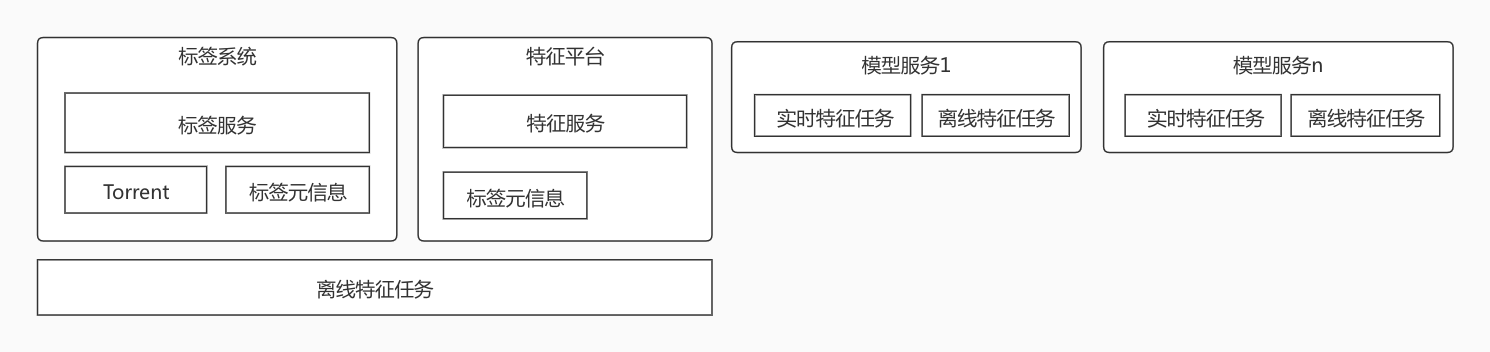 标签系统
标签服务
Torrent
标签元信息
特征平台
特征服务
标签元信息
离线特征任务
模型服务1
实时特征任务
离线特征任务
模型服务n
实时特征任务
离线特征任务